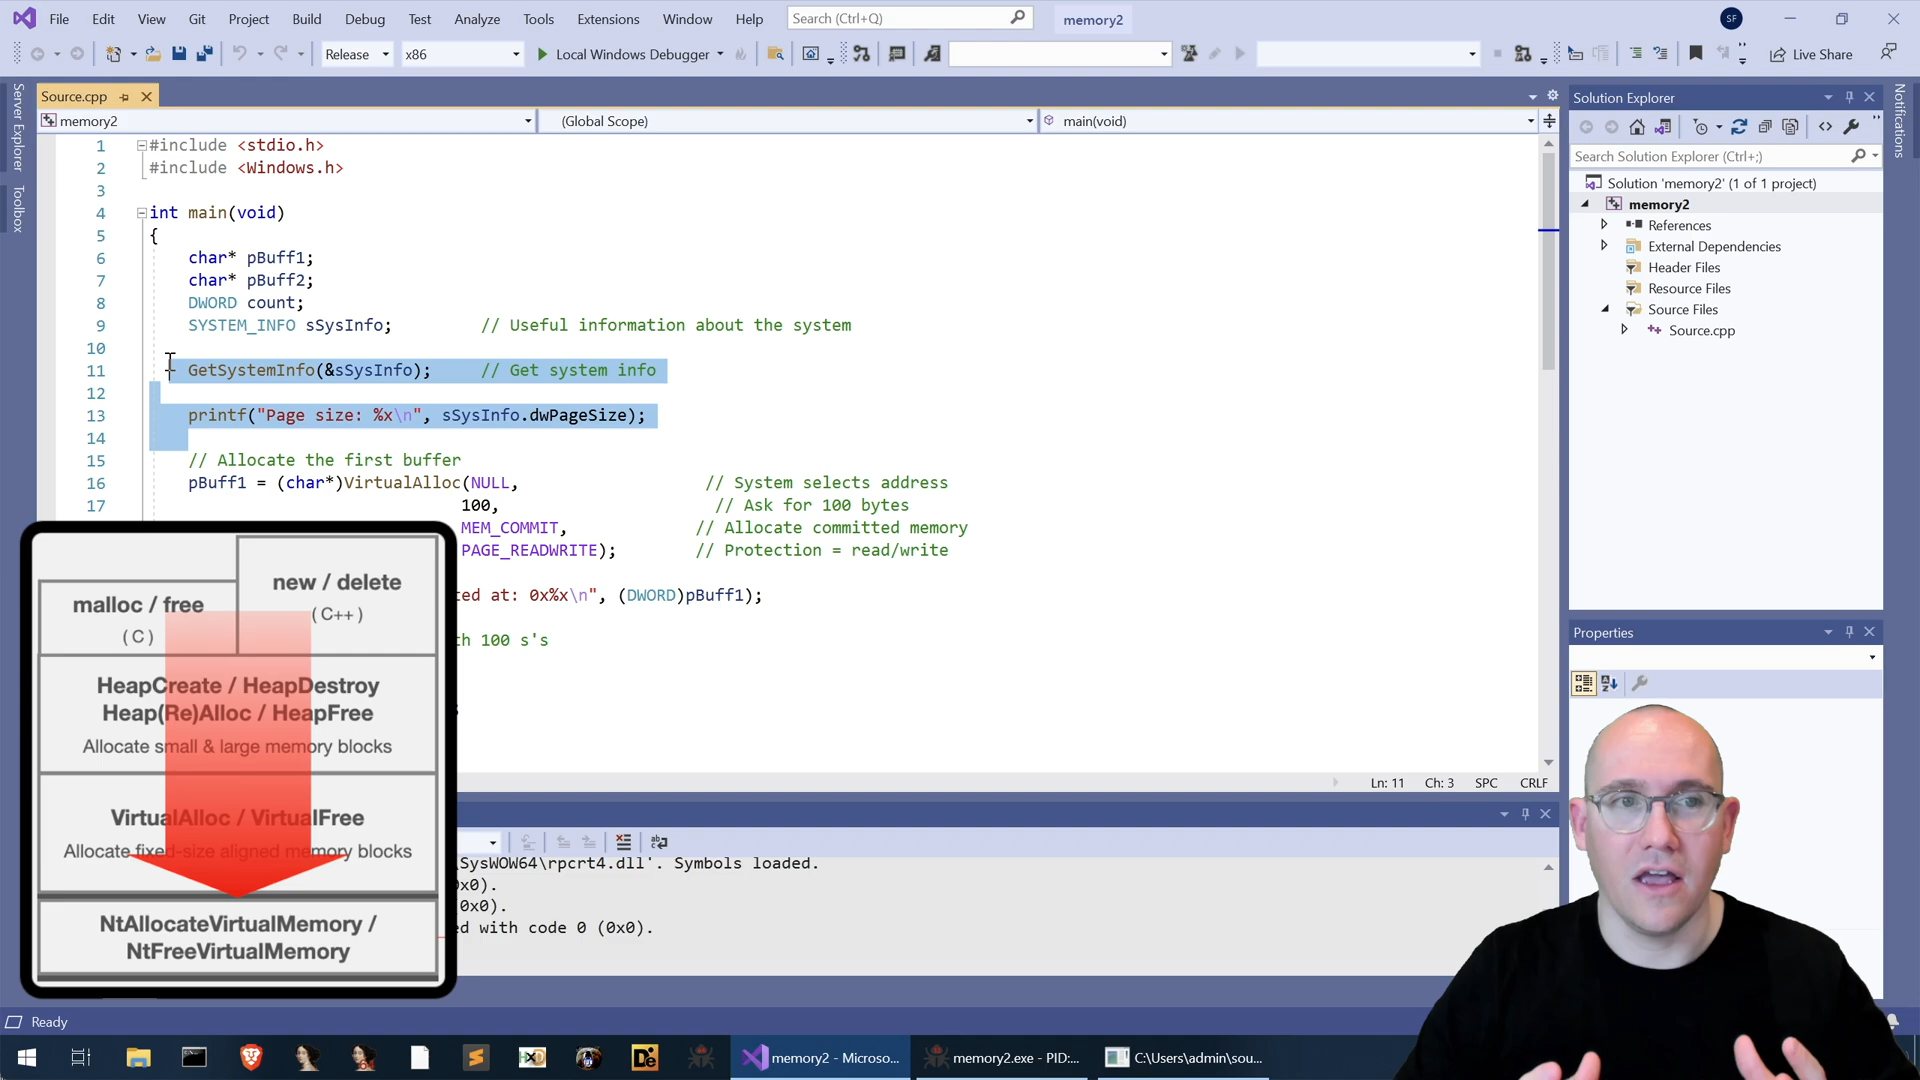 File Edit View Git Project Build Debug Test Analyze Tools Extensions Window Help Search (Ctrl+Q) memory2 SF
Release x86 Local Windows Debugger Live Share
Server Explorer
Toolbox
Source.cpp
memory2 (Global Scope) main(void)
1 #include <stdio.h>
2 #include <Windows.h>
3
4 int main(void)
5 {
6 char* pBuff1;
7 char* pBuff2;
8 DWORD count;
9 SYSTEM_INFO sSysInfo; // Useful information about the system
10
11 GetSystemInfo(&sSysInfo); // Get system info
12
13 printf("Page size: %x\n", sSysInfo.dwPageSize);
14
15 // Allocate the first buffer
16 pBuff1 = (char*)VirtualAlloc(NULL, // System selects address
17 100, // Ask for 100 bytes
MEM_COMMIT, // Allocate committed memory
PAGE_READWRITE); // Protection = read/write
ted at: 0x%x\n", (DWORD)pBuff1);
th 100 s's
;
Ln: 11 Ch: 3 SPC CRLF
\SysWOW64\rpcrt4.dll'. Symbols loaded.
0x0).
(0x0).
ed with code 0 (0x0).
new / delete
(C++)
malloc / free
(C)
HeapCreate / HeapDestroy
Heap(Re)Alloc / HeapFree
Allocate small & large memory blocks
VirtualAlloc / VirtualFree
Allocate fixed-size aligned memory blocks
NtAllocateVirtualMemory /
NtFreeVirtualMemory
Solution Explorer
Search Solution Explorer (Ctrl+;)
Solution 'memory2' (1 of 1 project)
memory2
References
External Dependencies
Header Files
Resource Files
Source Files
Source.cpp
Properties
Notifications
Ready
memory2 - Microso...
memory2.exe - PID:...
C:\Users\admin\sou...